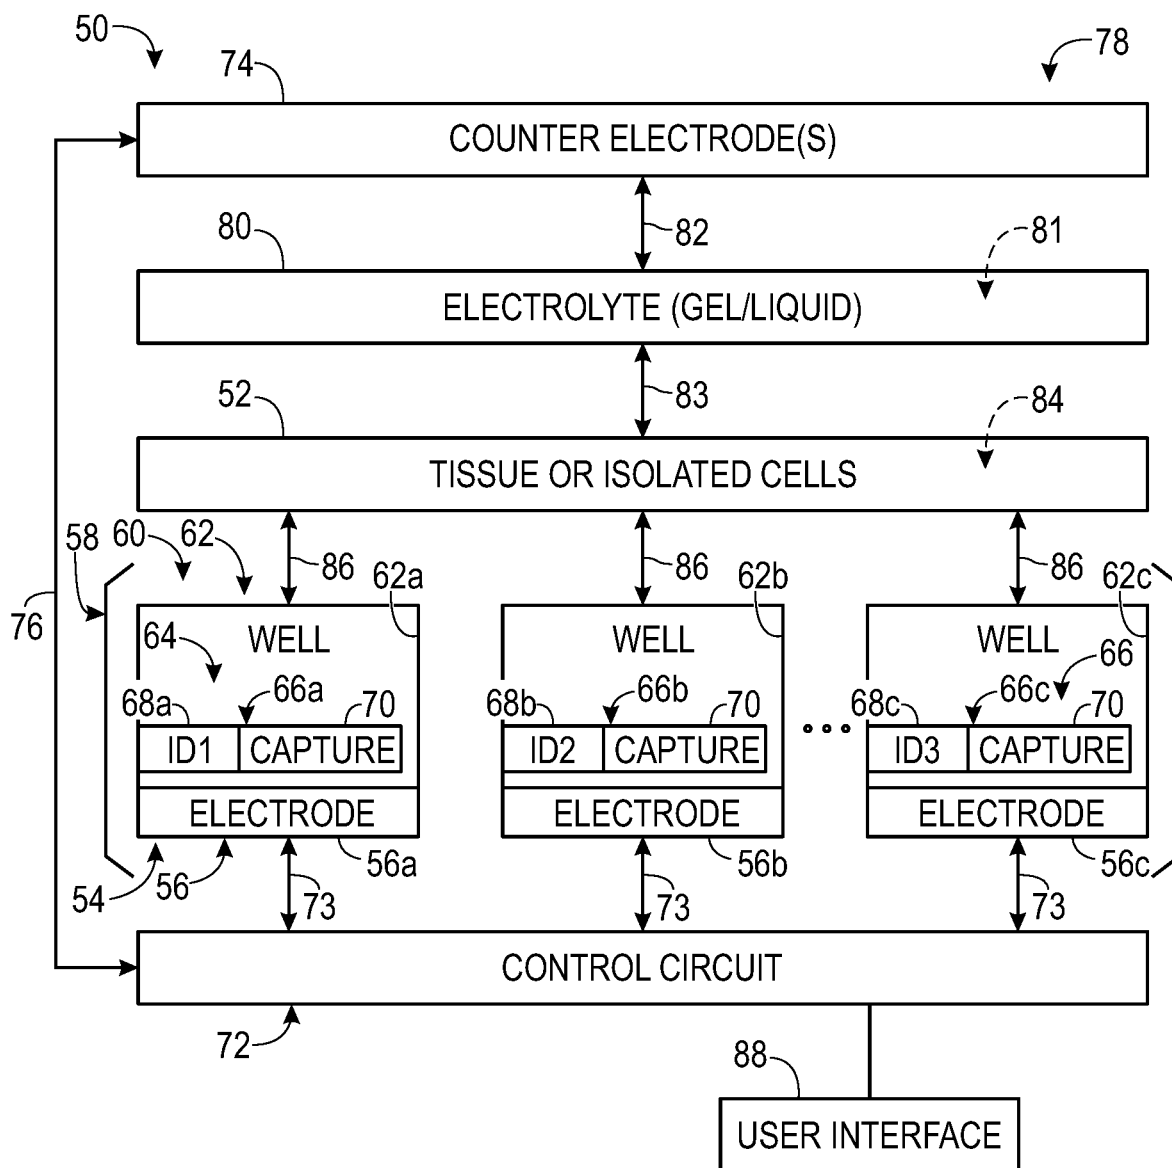 50
78
74
COUNTER ELECTRODE(S)
82
80
81
ELECTROLYTE (GEL/LIQUID)
83
52
84
TISSUE OR ISOLATED CELLS
58
60
62
86
86
86
62a
62b
62c
76
WELL
WELL
WELL
64
66
68a
66a
70
68b
66b
70
68c
66c
70
ID1
CAPTURE
ID2
CAPTURE
ID3
CAPTURE
ELECTRODE
ELECTRODE
ELECTRODE
54
56
56a
56b
56c
73
73
73
CONTROL CIRCUIT
72
88
USER INTERFACE